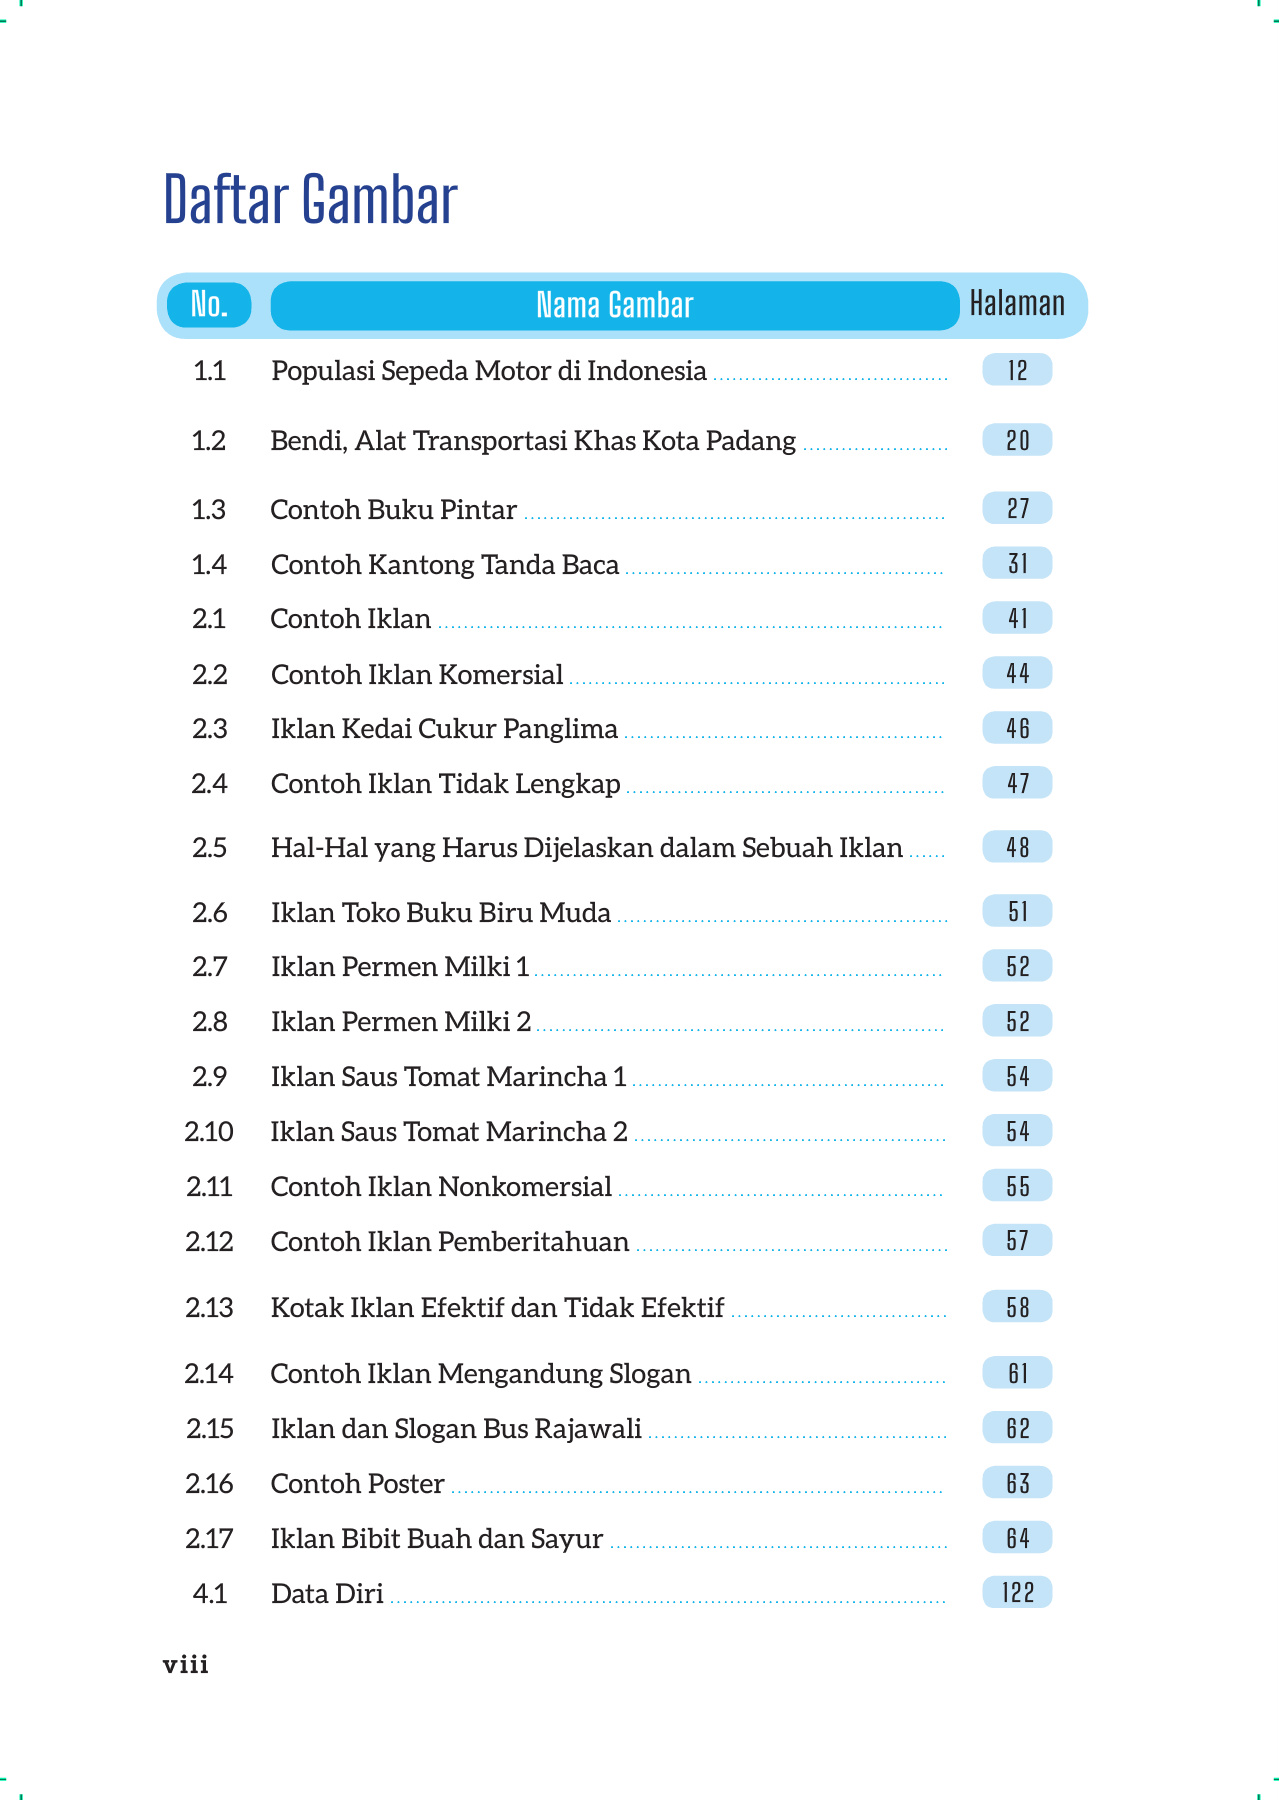 Daftar Gambar
No. Nama Gambar Halaman
1.1 Populasi Sepeda Motor di Indonesia ..................................... 12
1.2 Bendi, Alat Transportasi Khas Kota Padang ....................... 20
1.3 Contoh Buku Pintar .................................................................. 27
1.4 Contoh Kantong Tanda Baca .................................................. 31
2.1 Contoh Iklan ............................................................................... 41
2.2 Contoh Iklan Komersial ........................................................... 44
2.3 Iklan Kedai Cukur Panglima .................................................. 46
2.4 Contoh Iklan Tidak Lengkap .................................................. 47
2.5 Hal-Hal yang Harus Dijelaskan dalam Sebuah Iklan ...... 48
2.6 Iklan Toko Buku Biru Muda .................................................... 51
2.7 Iklan Permen Milki 1 ................................................................ 52
2.8 Iklan Permen Milki 2 ................................................................ 52
2.9 Iklan Saus Tomat Marincha 1 ................................................. 54
2.10 Iklan Saus Tomat Marincha 2 ................................................. 54
2.11 Contoh Iklan Nonkomersial ................................................... 55
2.12 Contoh Iklan Pemberitahuan ................................................. 57
2.13 Kotak Iklan Efektif dan Tidak Efektif .................................. 58
2.14 Contoh Iklan Mengandung Slogan ....................................... 61
2.15 Iklan dan Slogan Bus Rajawali ............................................... 62
2.16 Contoh Poster ............................................................................. 63
2.17 Iklan Bibit Buah dan Sayur ..................................................... 64
4.1 Data Diri ....................................................................................... 122
viii